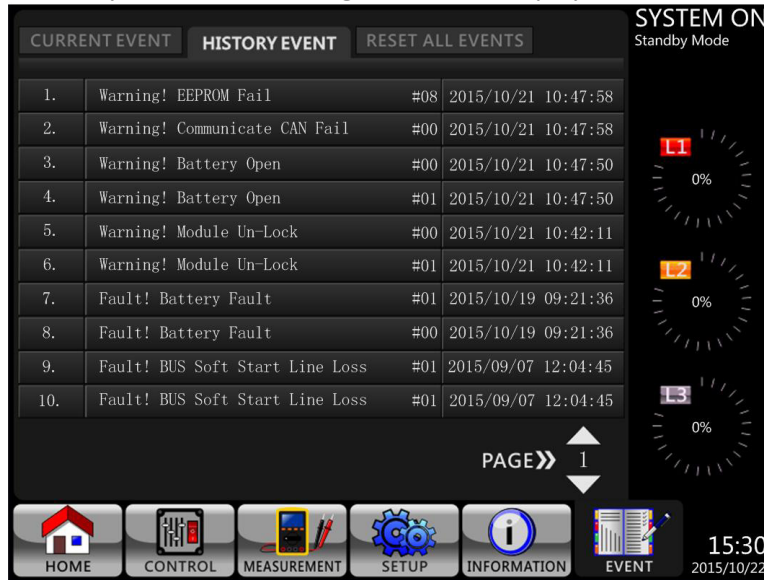 SYSTEM ON
Standby Mode
CURRENT EVENT HISTORY EVENT RESET ALL EVENTS
1. Warning! EEPROM Fail #08 2015/10/21 10:47:58
2. Warning! Communicate CAN Fail #00 2015/10/21 10:47:58
3. Warning! Battery Open #00 2015/10/21 10:47:50
4. Warning! Battery Open #01 2015/10/21 10:47:50
5. Warning! Module Un-Lock #00 2015/10/21 10:42:11
6. Warning! Module Un-Lock #01 2015/10/21 10:42:11
7. Fault! Battery Fault #01 2015/10/19 09:21:36
8. Fault! Battery Fault #00 2015/10/19 09:21:36
9. Fault! BUS Soft Start Line Loss #01 2015/09/07 12:04:45
10. Fault! BUS Soft Start Line Loss #01 2015/09/07 12:04:45
L1
0%
L2
0%
L3
0%
PAGE» 1
HOME CONTROL MEASUREMENT SETUP INFORMATION EVENT
15:30
2015/10/22